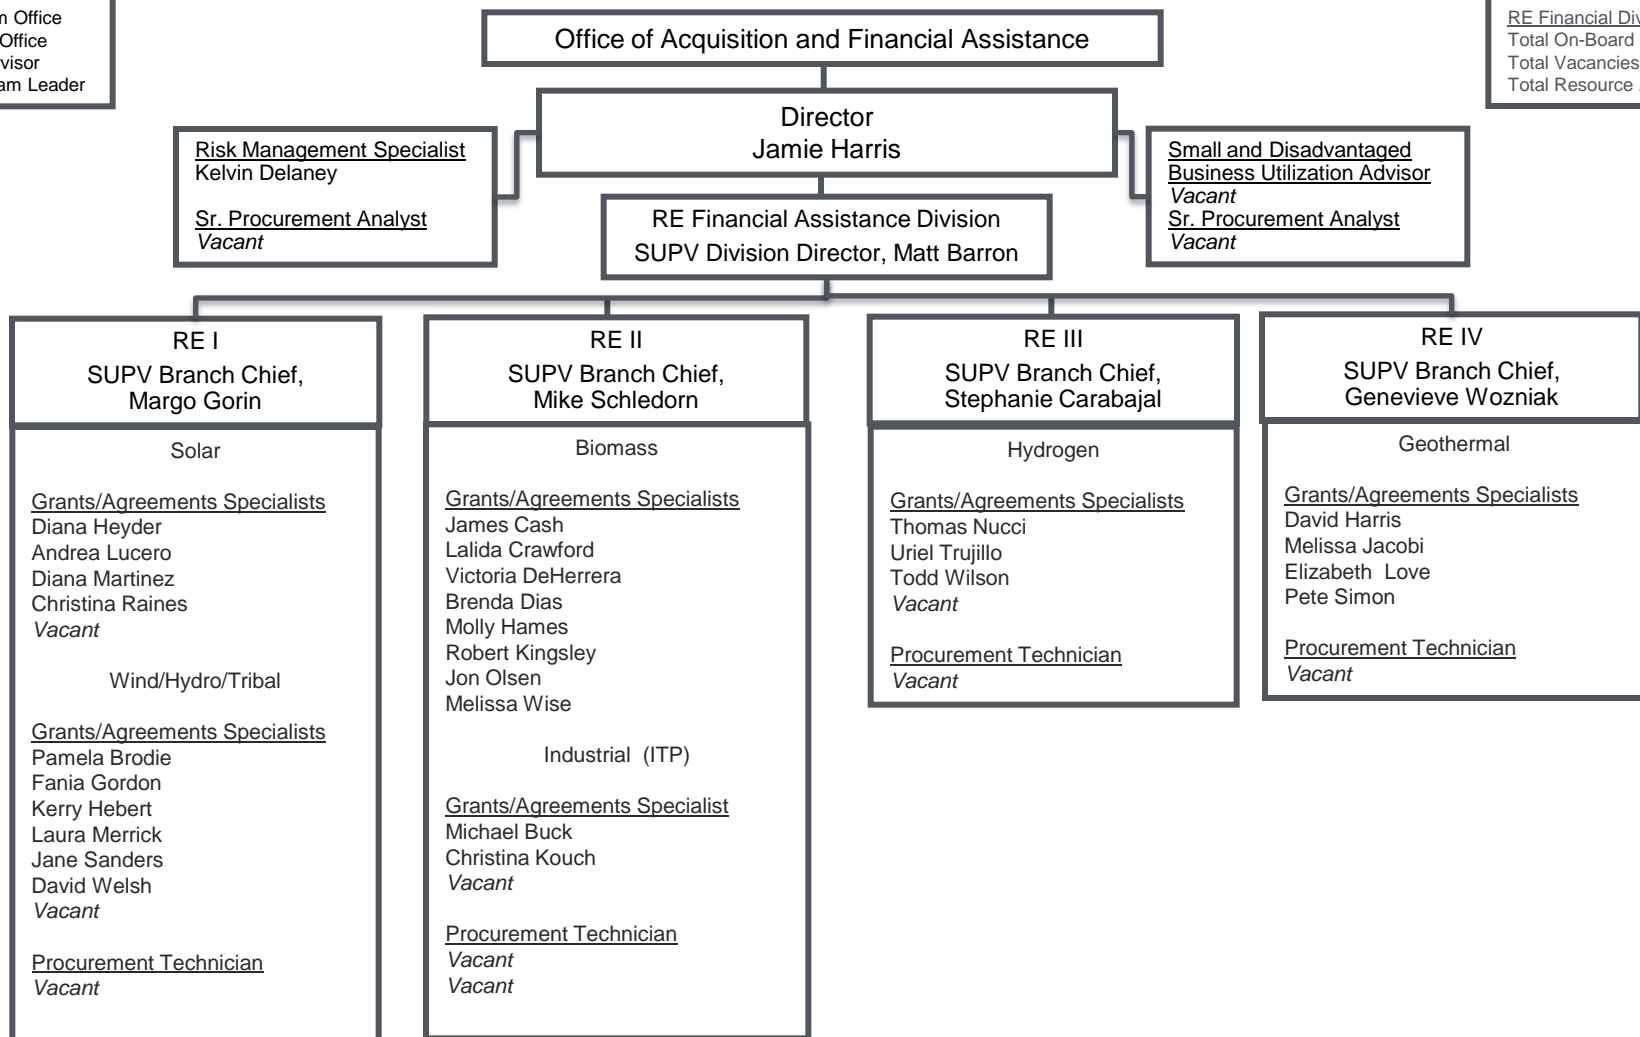 Office
Office
am Leader
RE Financial
Total On-Board
Total Vacancies
Total Resource
Office of Acquisition and Financial Assistance
Director
Jamie Harris
Risk Management Specialist
Kelvin Delaney
Sr. Procurement Analyst
Vacant
Small and Disadvantaged
Business Utilization Advisor
Vacant
Sr. Procurement Analyst
Vacant
RE Financial Assistance Division
SUPV Division Director, Matt Barron
RE I
SUPV Branch Chief,
Margo Gorin
Solar
Grants/Agreements Specialists
Diana Heyder
Andrea Lucero
Diana Martinez
Christina Raines
Vacant
Wind/Hydro/Tribal
Grants/Agreements Specialists
Pamela Brodie
Fania Gordon
Kerry Hebert
Laura Merrick
Jane Sanders
David Welsh
Vacant
Procurement Technician
Vacant
RE II
SUPV Branch Chief,
Mike Schledorn
Biomass
Grants/Agreements Specialists
James Cash
Lalida Crawford
Victoria DeHerrera
Brenda Dias
Molly Hames
Robert Kingsley
Jon Olsen
Melissa Wise
Industrial (ITP)
Grants/Agreements Specialist
Michael Buck
Christina Kouch
Vacant
Procurement Technician
Vacant
Vacant
RE III
SUPV Branch Chief,
Stephanie Carabajal
Hydrogen
Grants/Agreements Specialists
Thomas Nucci
Uriel Trujillo
Todd Wilson
Vacant
Procurement Technician
Vacant
RE IV
SUPV Branch Chief,
Genevieve Wozniak
Geothermal
Grants/Agreements Specialists
David Harris
Melissa Jacobi
Elizabeth Love
Pete Simon
Procurement Technician
Vacant